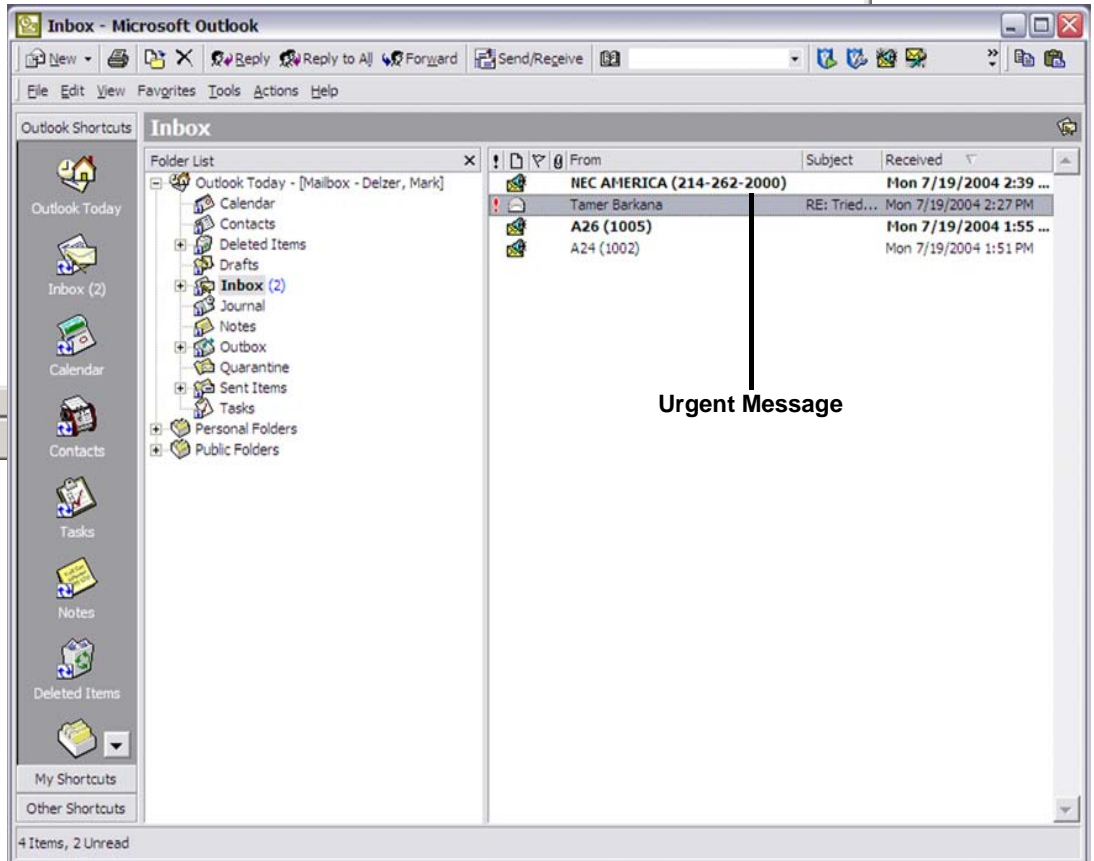 Inbox - Microsoft Outlook
New Reply Reply to All Forward Send/Receive
File Edit View Favorites Tools Actions Help
Outlook Shortcuts
Inbox
Outlook Today
Inbox (2)
Calendar
Contacts
Tasks
Notes
Deleted Items
My Shortcuts
Other Shortcuts
Folder List
Outlook Today - [Mailbox - Delzer, Mark]
Calendar
Contacts
Deleted Items
Drafts
Inbox (2)
Journal
Notes
Outbox
Quarantine
Sent Items
Tasks
Personal Folders
Public Folders
! From Subject Received
NEC AMERICA (214-262-2000) Mon 7/19/2004 2:39 ...
! Tamer Barkana RE: Tried... Mon 7/19/2004 2:27 PM
A26 (1005) Mon 7/19/2004 1:55 ...
A24 (1002) Mon 7/19/2004 1:51 PM
Urgent Message
4 Items, 2 Unread